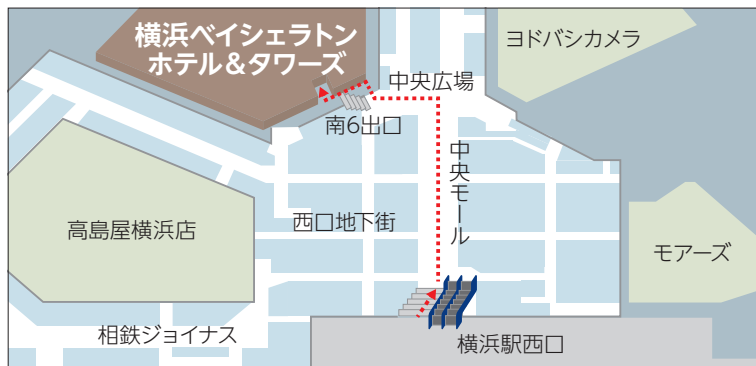 横浜ベイシェラトン
ホテル&タワーズ
ヨドバシカメラ
中央広場
南6出口
中央モール
高島屋横浜店
西口地下街
モアーズ
相鉄ジョイナス
横浜駅西口